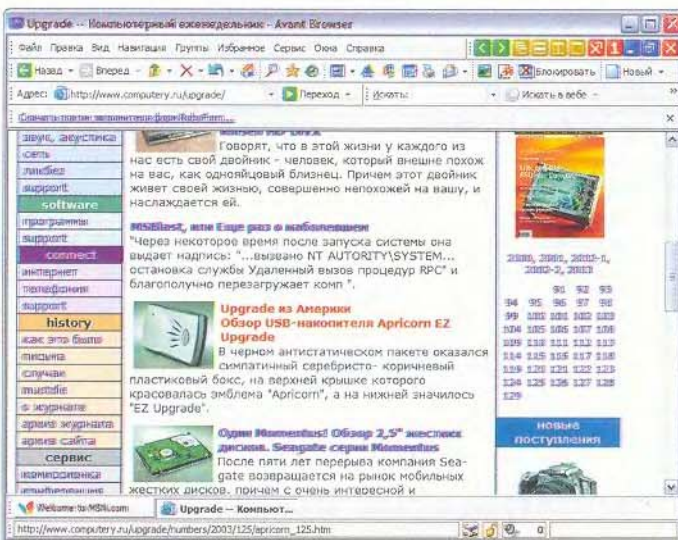 Upgrade -- Компьютерный еженедельник - Avant Browser
Файл Правка Вид Навигация Группы Избранное Сервис Окна Справка
Назад Вперед Блокировать Новый
Адрес: http://www.computery.ru/upgrade/ Переход Искать: Искать в вебе
звук, акустика
сеть
ликбез
support
software
программы
support
connect
интернет
телефония
support
history
как это было
письма
случаи
mustdie
о журнале
архив журнала
архив сайта
сервис
Говорят, что в этой жизни у каждого из
нас есть свой двойник - человек, который внешне похож
на вас, как однояйцовый близнец. Причем этот двойник
живет своей жизнью, совершенно непохожей на вашу, и
наслаждается ей.
MSBlast, или Еще раз о наболевшем
"Через некоторое время после запуска системы она
выдает надпись: "...вызвано NT AUTORITY\SYSTEM...
остановка службы Удаленный вызов процедур RPC" и
благополучно перезагружает комп ".
Upgrade из Америки
Обзор USB-накопителя Apricorn EZ
Upgrade
В черном антистатическом пакете оказался
симпатичный серебристо- коричневый
пластиковый бокс, на верхней крышке которого
красовалась эмблема "Apricorn", а на нижней значилось
"EZ Upgrade".
Один Momentus! Обзор 2,5" жестких
дисков. Seagate серии Momentus
После пяти лет перерыва компания Sea-
gate возвращается на рынок мобильных
жестких дисков, причем с очень интересной и
2000, 2001, 2002-1,
2002-2, 2003
91 92 93
94 95 96 97 98
99 101 101 102 103
104 105 106 107 108
109 110 111 112 113
114 115 116 117 118
119 120 121 122 123
124 125 126 127 128
129
новые
поступления
Welcome to MSN.com Upgrade -- Компьют...
http://www.computery.ru/upgrade/numbers/2003/125/apricorn_125.htm